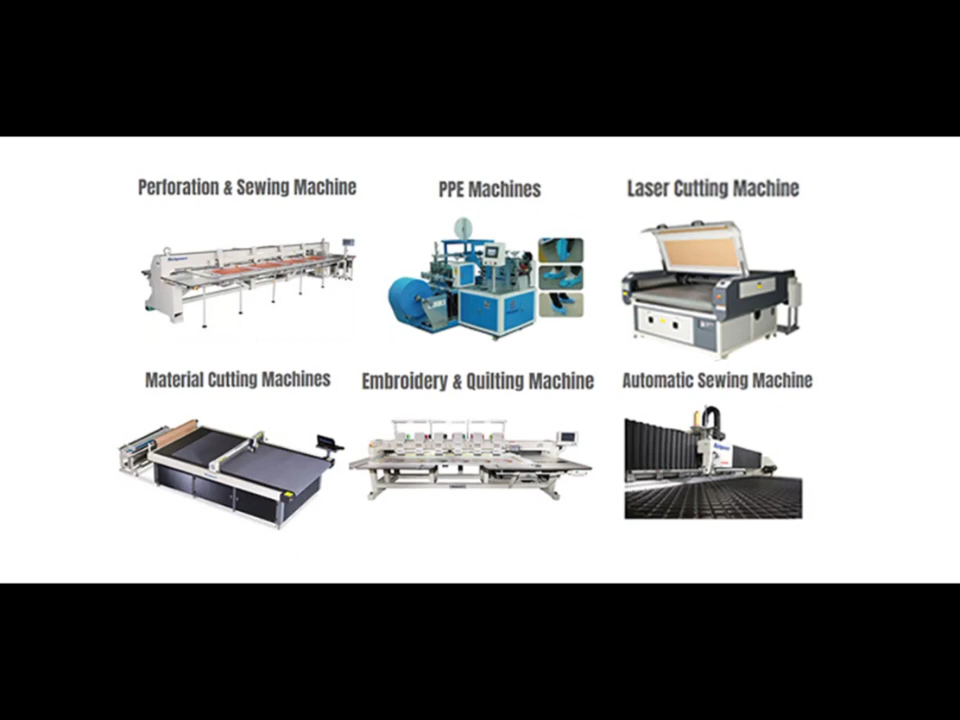 Perforation & Sewing Machine
PPE Machines
Laser Cutting Machine
Material Cutting Machines
Embroidery & Quilting Machine
Automatic Sewing Machine